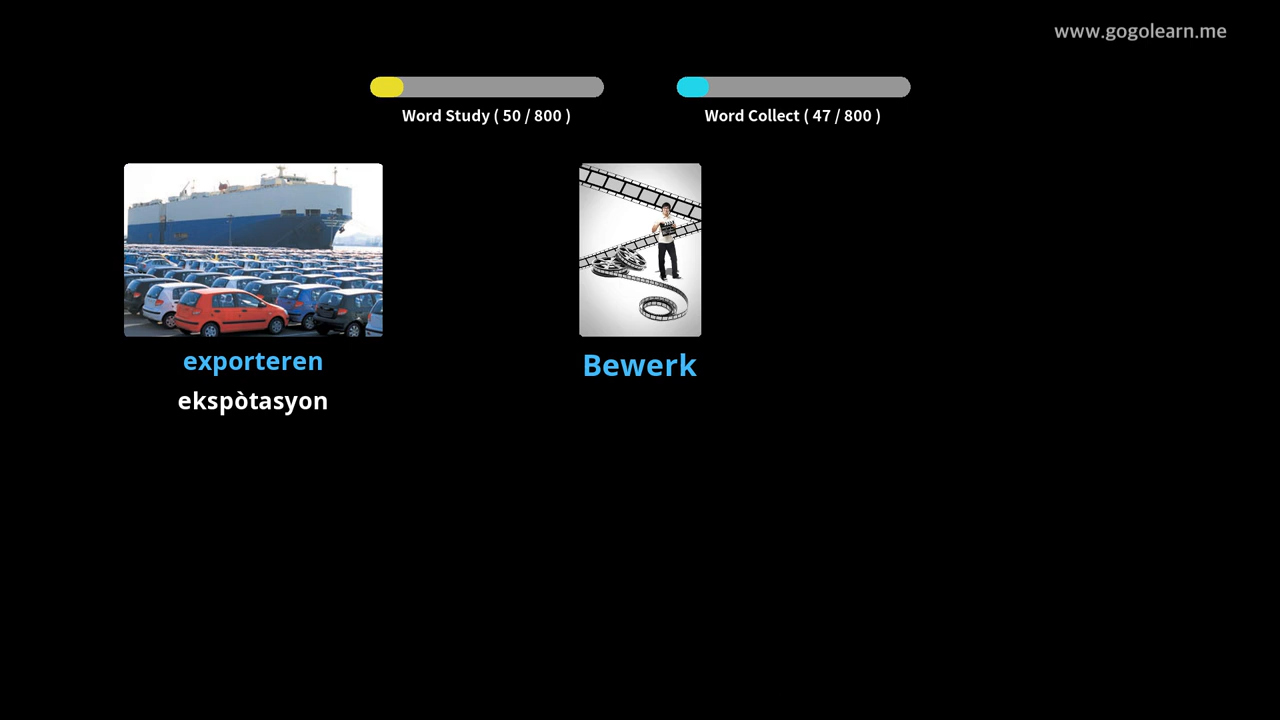 www.gogolearn.me
Word Study ( 50 / 800 )
Word Collect ( 47 / 800 )
exporteren
ekspòtasyon
Bewerk